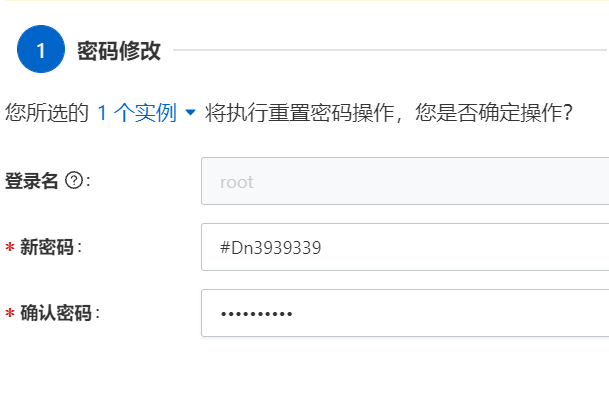 1 密码修改
您所选的 1 个实例 将执行重置密码操作，您是否确定操作？
登录名 ?: root
* 新密码: #Dn3939339
* 确认密码: ••••••••••